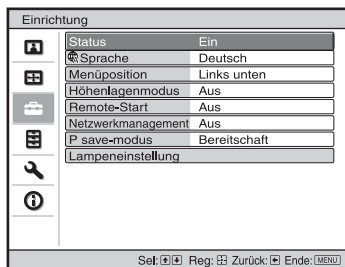 Einrichtung
Status Ein
Sprache Deutsch
Menüposition Links unten
Höhenlagenmodus Aus
Remote-Start Aus
Netzwerkmanagement Aus
P save-modus Bereitschaft
Lampeneinstellung
Sel: Reg: Zurück: Ende: MENU